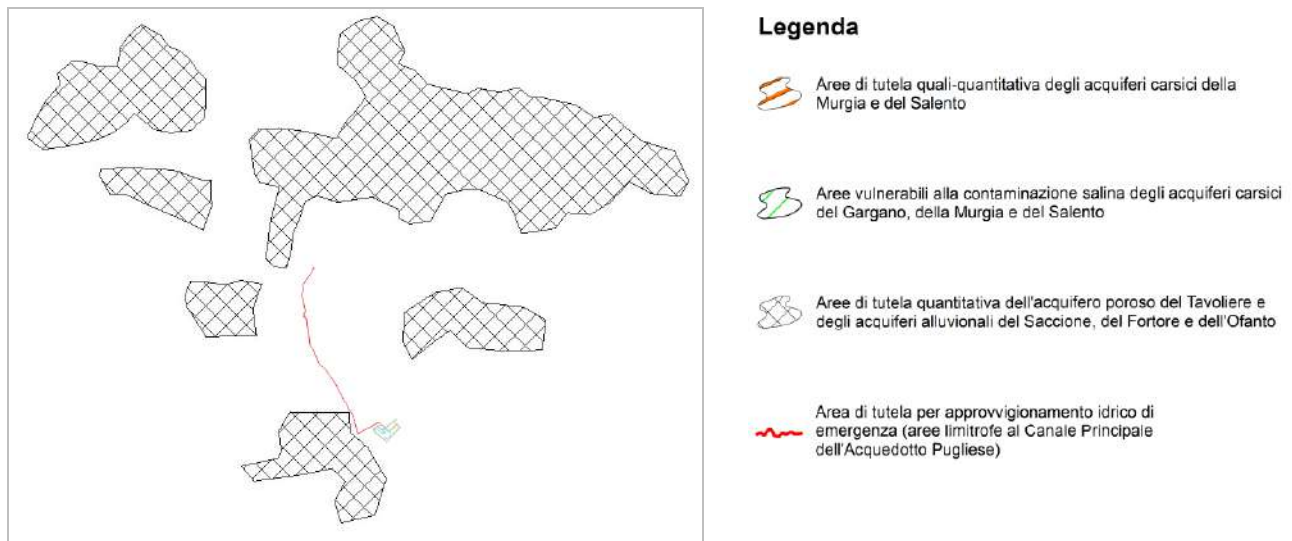 Legenda
Aree di tutela quali-quantitativa degli acquiferi carsici della
Murgia e del Salento
Aree vulnerabili alla contaminazione salina degli acquiferi carsici
del Gargano, della Murgia e del Salento
Aree di tutela quantitativa dell'acquifero poroso del Tavoliere e
degli acquiferi alluvionali del Saccione, del Fortore e dell'Ofanto
Area di tutela per approvvigionamento idrico di
emergenza (aree limitrofe al Canale Principale
dell'Acquedotto Pugliese)